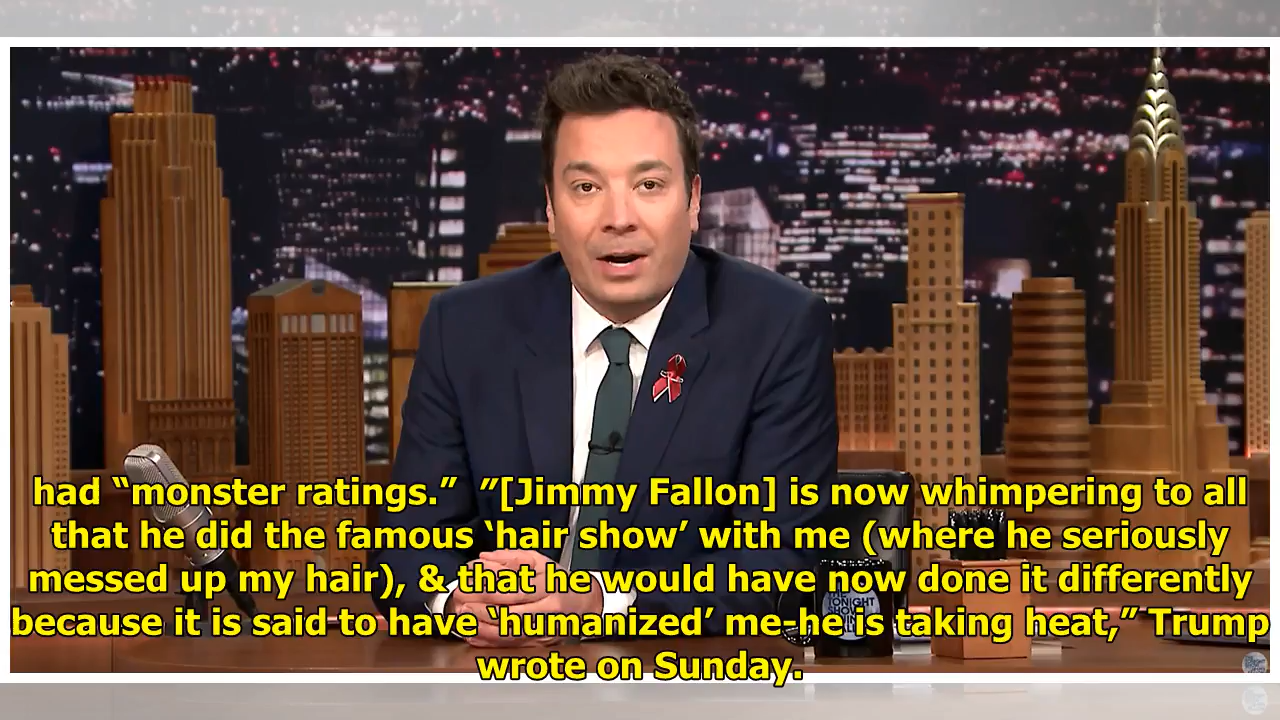 had “monster ratings.”  ”[Jimmy Fallon] is now whimpering to all
that he did the famous ‘hair show’ with me (where he seriously
messed up my hair), & that he would have now done it differently
because it is said to have ‘humanized’ me-he is taking heat,” Trump
wrote on Sunday.
TONIGHT
SHOW